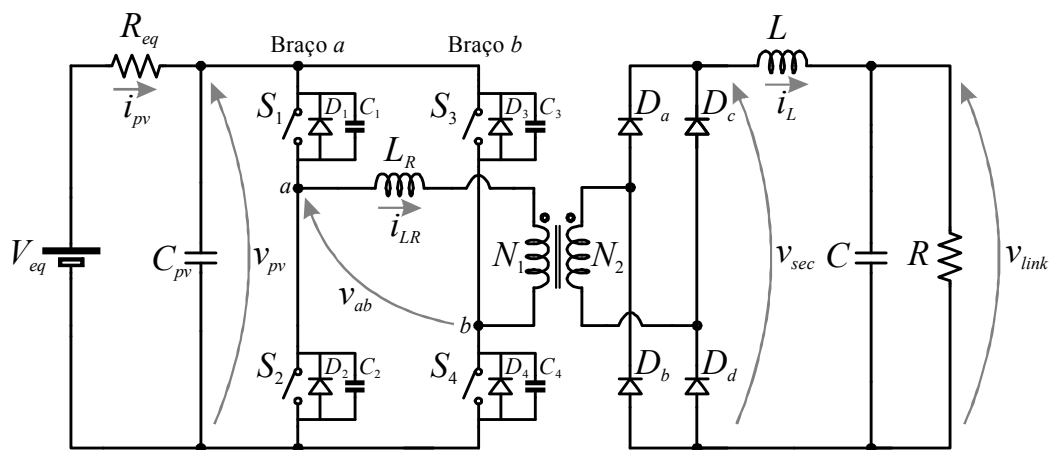 R_eq
Braço a
Braço b
L
i_pv
S_1
D_1
C_1
S_3
D_3
C_3
D_a
D_c
i_L
L_R
a
i_LR
V_eq
C_pv
v_pv
v_ab
N_1
N_2
v_sec
C
R
v_link
b
S_2
D_2
C_2
S_4
D_4
C_4
D_b
D_d